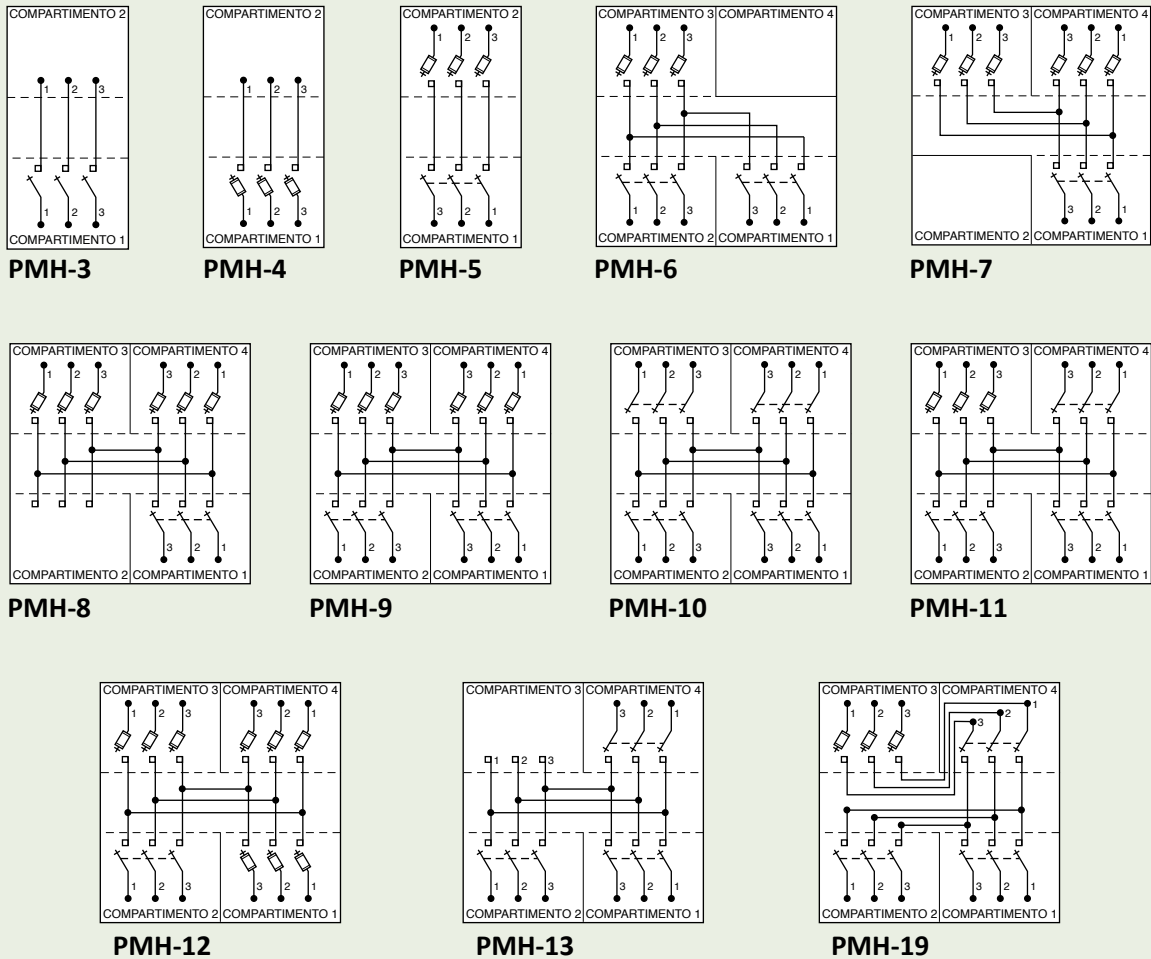 COMPARTIMENTO 2
1 2 3
1 2 3
COMPARTIMENTO 1
PMH-3
COMPARTIMENTO 2
1 2 3
1 2 3
COMPARTIMENTO 1
PMH-4
COMPARTIMENTO 2
1 2 3
3 2 1
COMPARTIMENTO 1
PMH-5
COMPARTIMENTO 3 COMPARTIMENTO 4
1 2 3
1 2 3 3 2 1
COMPARTIMENTO 2 COMPARTIMENTO 1
PMH-6
COMPARTIMENTO 3 COMPARTIMENTO 4
1 2 3 3 2 1
3 2 1
COMPARTIMENTO 2 COMPARTIMENTO 1
PMH-7
COMPARTIMENTO 3 COMPARTIMENTO 4
1 2 3 3 2 1
3 2 1
COMPARTIMENTO 2 COMPARTIMENTO 1
PMH-8
COMPARTIMENTO 3 COMPARTIMENTO 4
1 2 3 3 2 1
1 2 3 3 2 1
COMPARTIMENTO 2 COMPARTIMENTO 1
PMH-9
COMPARTIMENTO 3 COMPARTIMENTO 4
1 2 3 3 2 1
1 2 3 3 2 1
COMPARTIMENTO 2 COMPARTIMENTO 1
PMH-10
COMPARTIMENTO 3 COMPARTIMENTO 4
1 2 3 3 2 1
1 2 3 3 2 1
COMPARTIMENTO 2 COMPARTIMENTO 1
PMH-11
COMPARTIMENTO 3 COMPARTIMENTO 4
1 2 3 3 2 1
1 2 3 3 2 1
COMPARTIMENTO 2 COMPARTIMENTO 1
PMH-12
COMPARTIMENTO 3 COMPARTIMENTO 4
3 2 1
1 2 3
1 2 3 3 2 1
COMPARTIMENTO 2 COMPARTIMENTO 1
PMH-13
COMPARTIMENTO 3 COMPARTIMENTO 4
1 2 3 3 2 1
1 2 3 3 2 1
COMPARTIMENTO 2 COMPARTIMENTO 1
PMH-19